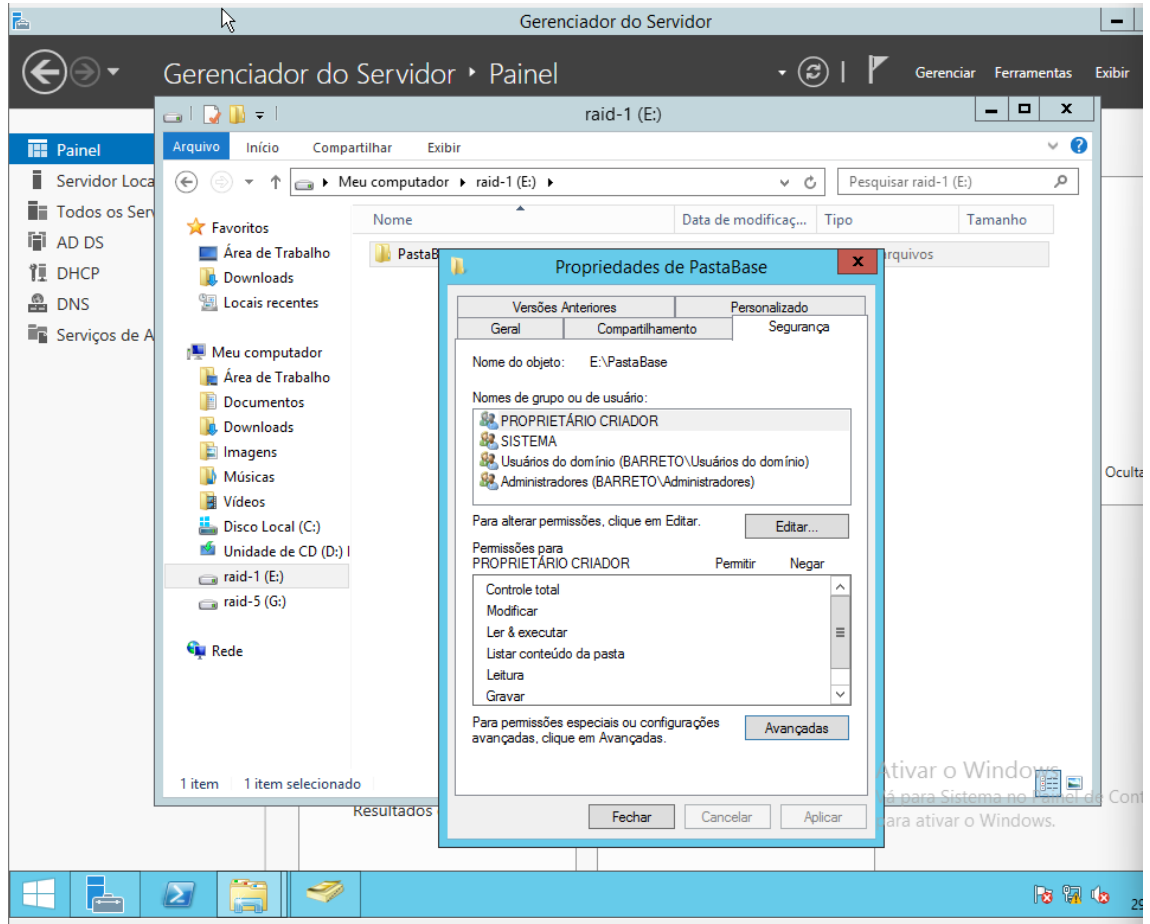 Gerenciador do Servidor
Gerenciador do Servidor ‣ Painel
Gerenciar Ferramentas Exibir
raid-1 (E:)
Arquivo Início Compartilhar Exibir
Meu computador raid-1 (E:)
Pesquisar raid-1 (E:)
Painel
Servidor Loca
Todos os Serv
AD DS
DHCP
DNS
Serviços de A
Favoritos
Área de Trabalho
Downloads
Locais recentes
Meu computador
Área de Trabalho
Documentos
Downloads
Imagens
Músicas
Vídeos
Disco Local (C:)
Unidade de CD (D:)
raid-1 (E:)
raid-5 (G:)
Rede
Nome Data de modificaç... Tipo Tamanho
PastaB
arquivos
Propriedades de PastaBase
Versões Anteriores Personalizado
Geral Compartilhamento Segurança
Nome do objeto: E:\PastaBase
Nomes de grupo ou de usuário:
PROPRIETÁRIO CRIADOR
SISTEMA
Usuários do domínio (BARRETO\Usuários do domínio)
Administradores (BARRETO\Administradores)
Para alterar permissões, clique em Editar.
Editar...
Permissões para
PROPRIETÁRIO CRIADOR Permitir Negar
Controle total
Modificar
Ler & executar
Listar conteúdo da pasta
Leitura
Gravar
Para permissões especiais ou configurações
avançadas, clique em Avançadas.
Avançadas
Fechar Cancelar Aplicar
1 item 1 item selecionado
Resultados
Oculta
Ativar o Windows
para Sistema no Painel de Cont
para ativar o Windows.
29